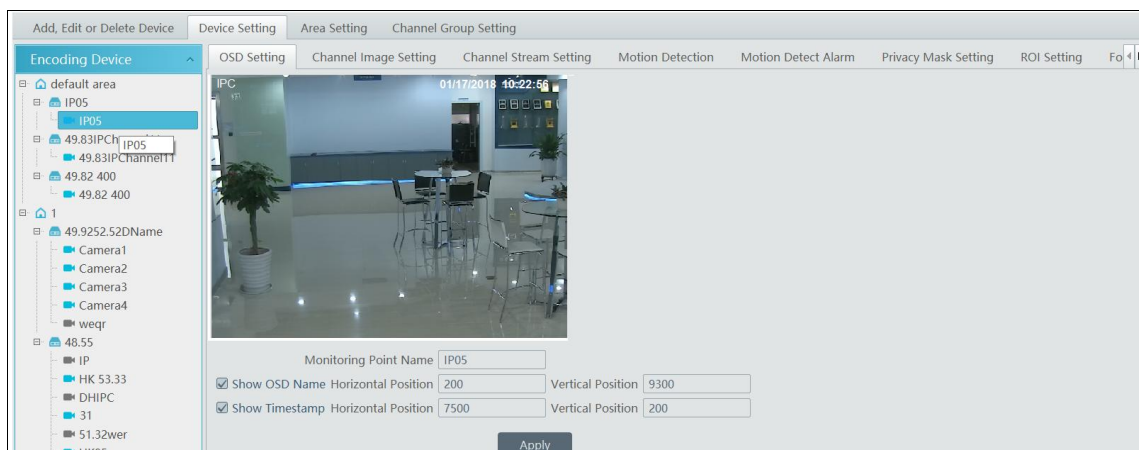 Add, Edit or Delete Device Device Setting Area Setting Channel Group Setting
Encoding Device OSD Setting Channel Image Setting Channel Stream Setting Motion Detection Motion Detect Alarm Privacy Mask Setting ROI Setting Fo
default area
IP05
IP05
IP05
49.83IPCh
49.83IPChannel11
49.82 400
49.82 400
1
49.9252.52DName
Camera1
Camera2
Camera3
Camera4
weqr
48.55
IP
HK 53.33
DHIPC
31
51.32wer
IPC 01/17/2018 10:22:56
Monitoring Point Name IP05
Show OSD Name Horizontal Position 200 Vertical Position 9300
Show Timestamp Horizontal Position 7500 Vertical Position 200
Apply